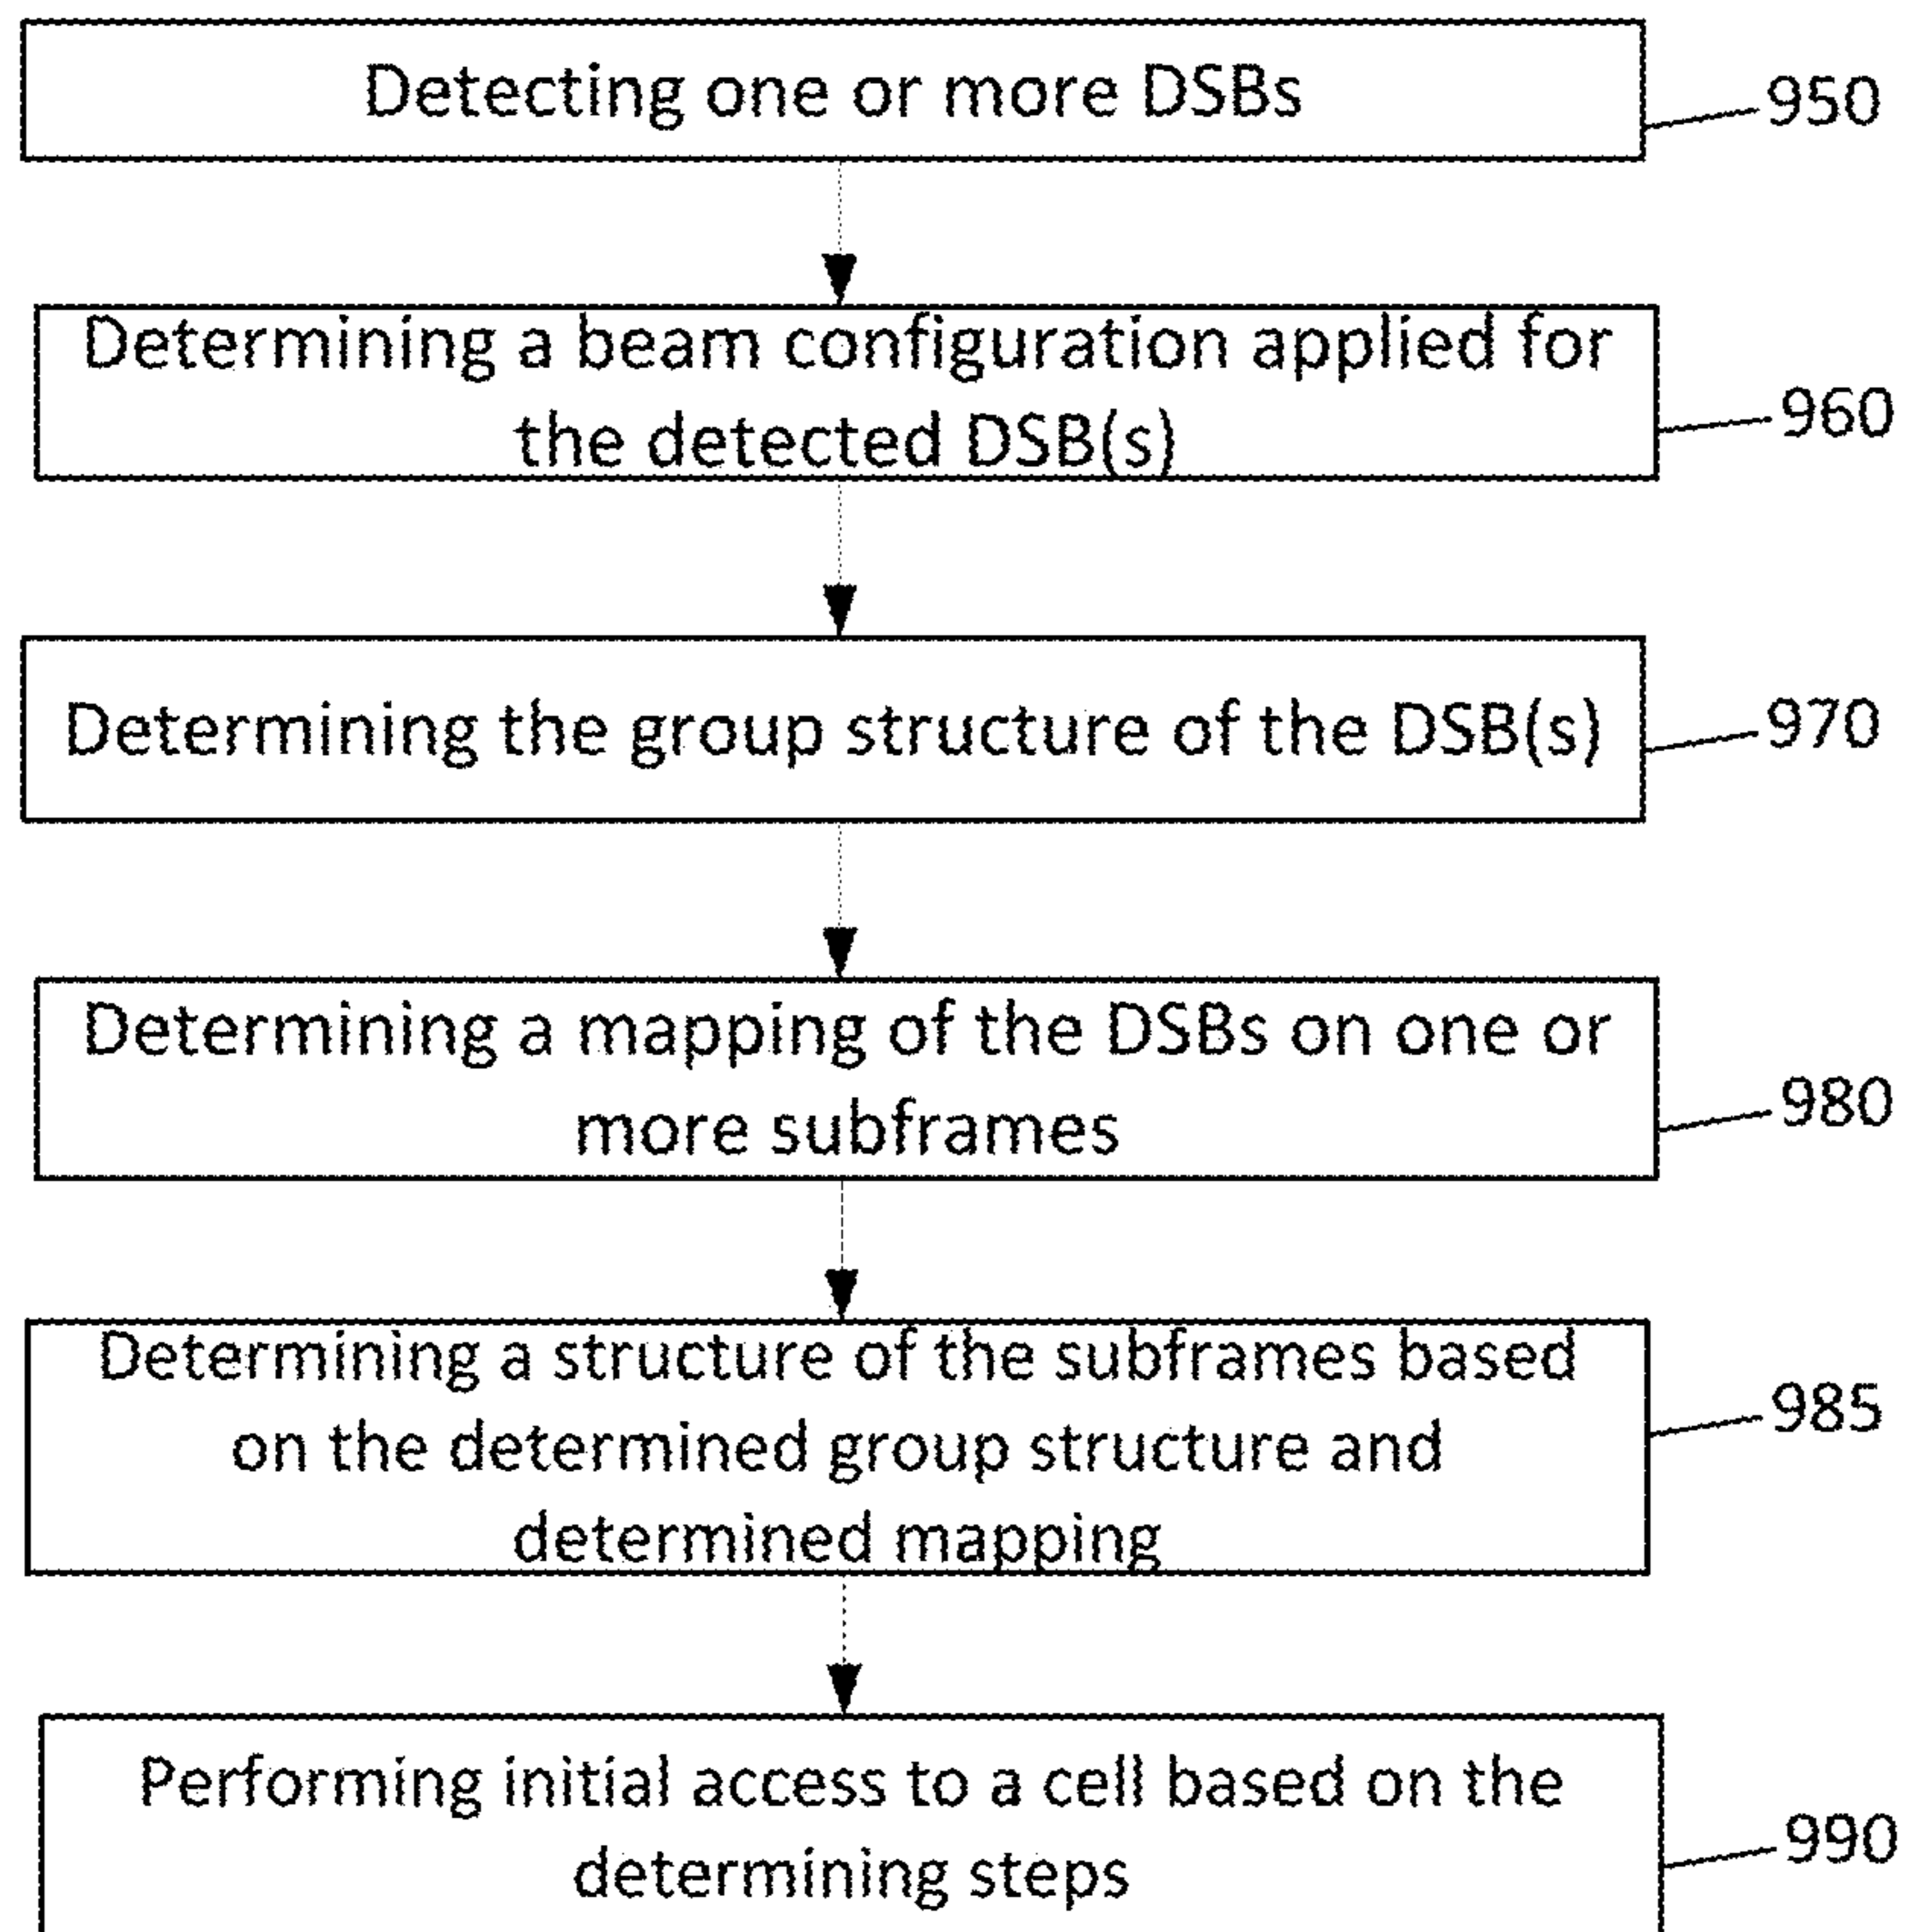 Detecting one or more DSBs
950
Determining a beam configuration applied for
the detected DSB(s)
960
Determining the group structure of the DSB(s)
970
Determining a mapping of the DSBs on one or
more subframes
980
Determining a structure of the subframes based
on the determined group structure and
determined mapping
985
Performing initial access to a cell based on the
determining steps
990